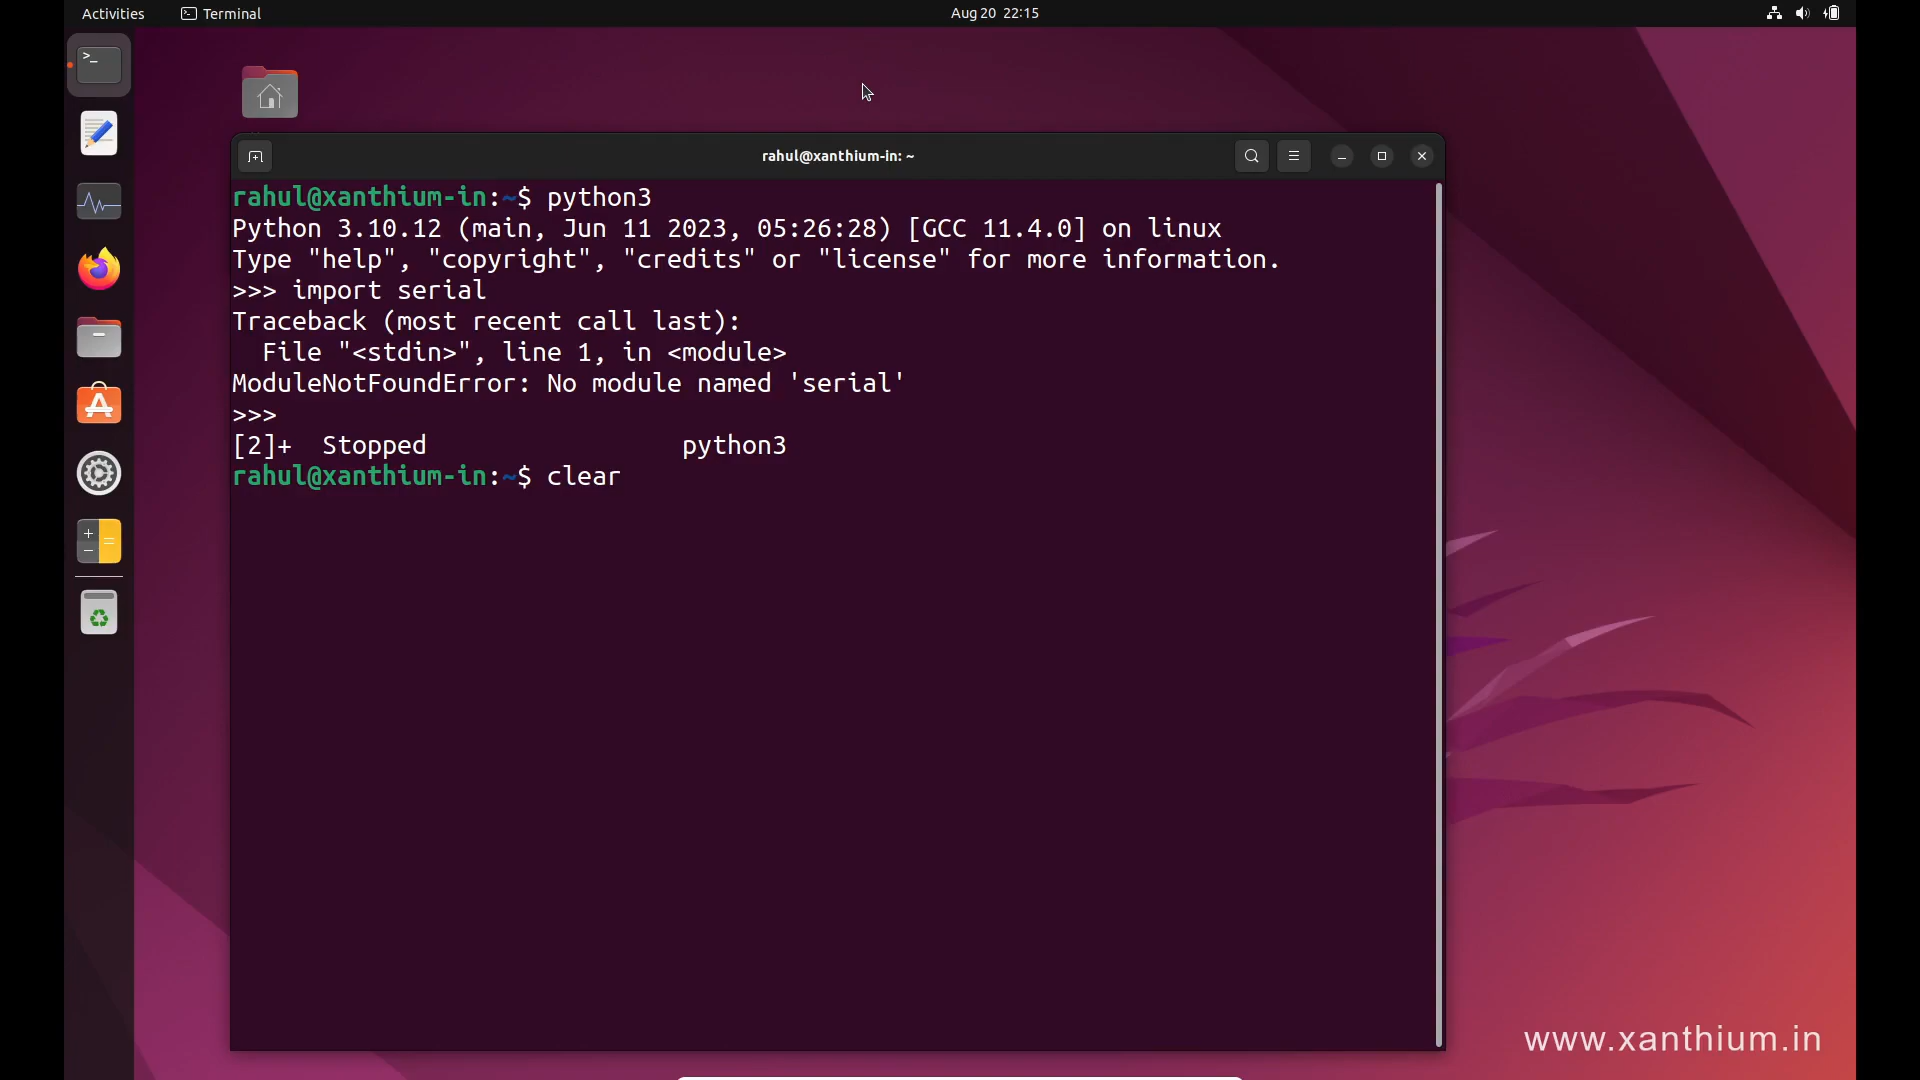 Activities
Terminal
Aug 20 22:15
rahul@xanthium-in: ~
rahul@xanthium-in:~$ python3
Python 3.10.12 (main, Jun 11 2023, 05:26:28) [GCC 11.4.0] on linux
Type "help", "copyright", "credits" or "license" for more information.
>>> import serial
Traceback (most recent call last):
  File "<stdin>", line 1, in <module>
ModuleNotFoundError: No module named 'serial'
>>>
[2]+  Stopped                 python3
rahul@xanthium-in:~$ clear
www.xanthium.in